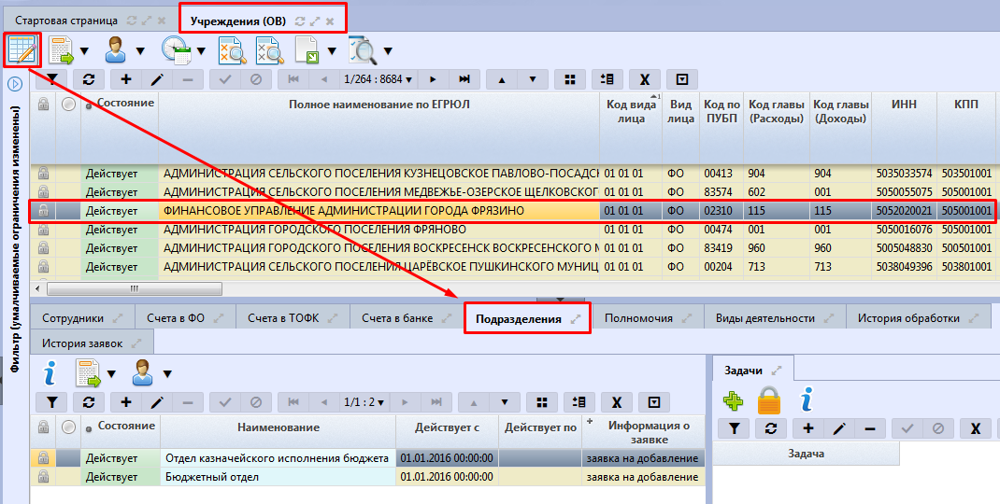 Стартовая страница
Учреждения (ОВ)
1/264 : 8684
Фильтр (умалчиваемые ограничения изменены)
Состояние Полное наименование по ЕГРЮЛ Код вида лица 1 Вид лица Код по ПУБП Код главы (Расходы) Код главы (Доходы) ИНН КПП
Действует АДМИНИСТРАЦИЯ СЕЛЬСКОГО ПОСЕЛЕНИЯ КУЗНЕЦОВСКОЕ ПАВЛОВО-ПОСАДСК 01 01 01 ФО 00413 904 904 5035033574 503501001
Действует АДМИНИСТРАЦИЯ СЕЛЬСКОГО ПОСЕЛЕНИЯ МЕДВЕЖЬЕ-ОЗЕРСКОЕ ЩЕЛКОВСКОГ 01 01 01 ФО 83574 602 001 5050055075 505001001
Действует ФИНАНСОВОЕ УПРАВЛЕНИЕ АДМИНИСТРАЦИИ ГОРОДА ФРЯЗИНО 01 01 01 ФО 02310 115 115 5052020021 505001001
Действует АДМИНИСТРАЦИЯ ГОРОДСКОГО ПОСЕЛЕНИЯ ФРЯНОВО 01 01 01 ФО 00474 001 001 5050016076 505001001
Действует АДМИНИСТРАЦИЯ ГОРОДСКОГО ПОСЕЛЕНИЯ ВОСКРЕСЕНСК ВОСКРЕСЕНСКОГО М 01 01 01 ФО 83419 960 960 5005048830 500501001
Действует АДМИНИСТРАЦИЯ СЕЛЬСКОГО ПОСЕЛЕНИЯ ЦАРЁВСКОЕ ПУШКИНСКОГО МУНИЦ 01 01 01 ФО 00204 713 713 5038049396 503801001
Сотрудники Счета в ФО Счета в ТОФК Счета в банке Подразделения Полномочия Виды деятельности История обработки
История заявок
1/1 : 2
Состояние Наименование Действует с Действует по Информация о заявке
Действует Отдел казначейского исполнения бюджета 01.01.2016 00:00:00 заявка на добавление
Действует Бюджетный отдел 01.01.2016 00:00:00 заявка на добавление
Задачи
Задача